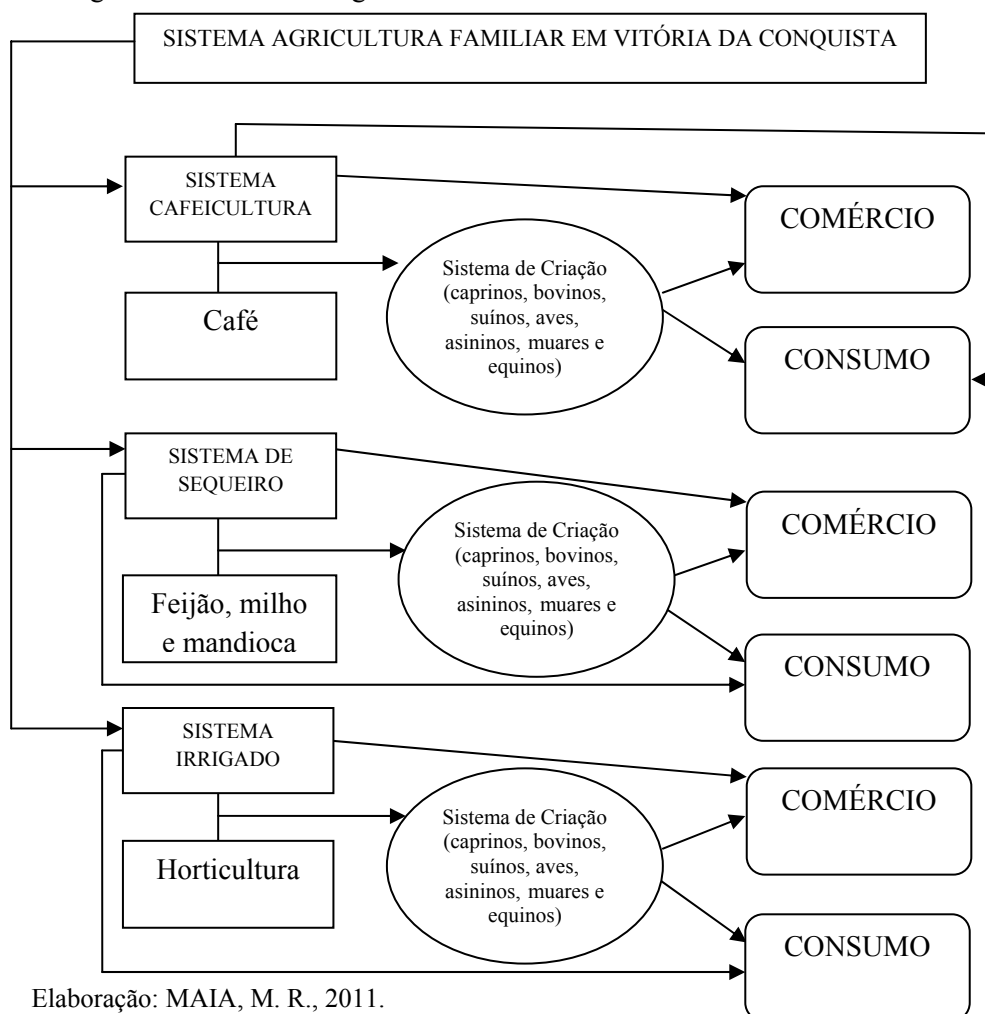 SISTEMA AGRICULTURA FAMILIAR EM VITÓRIA DA CONQUISTA
SISTEMA
CAFEICULTURA
Café
Sistema de Criação
(caprinos, bovinos,
suínos, aves,
asininos, muares e
equinos)
COMÉRCIO
CONSUMO
SISTEMA DE
SEQUEIRO
Feijão, milho
e mandioca
Sistema de Criação
(caprinos, bovinos,
suínos, aves,
asininos, muares e
equinos)
COMÉRCIO
CONSUMO
SISTEMA
IRRIGADO
Horticultura
Sistema de Criação
(caprinos, bovinos,
suínos, aves,
asininos, muares e
equinos)
COMÉRCIO
CONSUMO
Elaboração: MAIA, M. R., 2011.